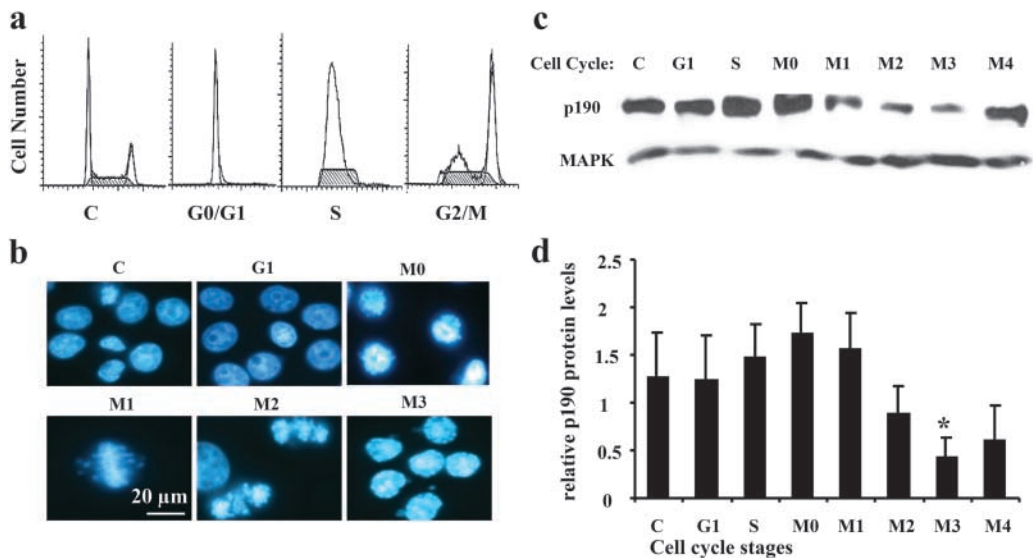 a
Cell Number
C
G0/G1
S
G2/M
b
C
G1
M0
M1
M2
M3
20 µm
c
Cell Cycle: C G1 S M0 M1 M2 M3 M4
p190
MAPK
d
relative p190 protein levels
2.5
2
1.5
1
0.5
0
*
C G1 S M0 M1 M2 M3 M4
Cell cycle stages